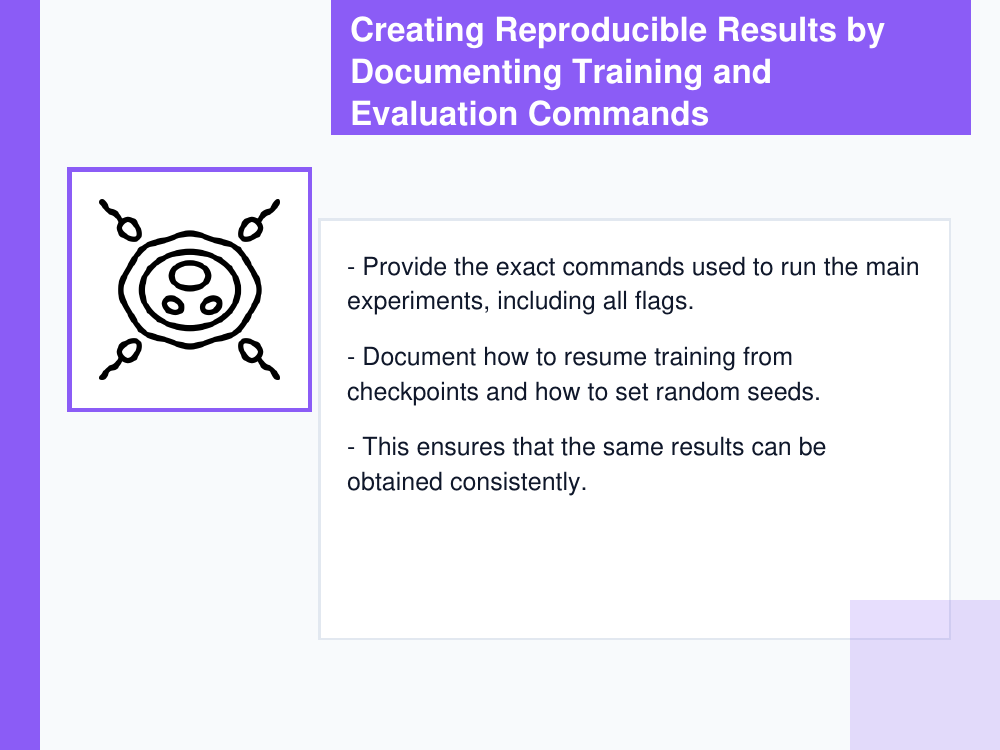 Creating Reproducible Results by
Documenting Training and
Evaluation Commands
- Provide the exact commands used to run the main
experiments, including all flags.
- Document how to resume training from
checkpoints and how to set random seeds.
- This ensures that the same results can be
obtained consistently.